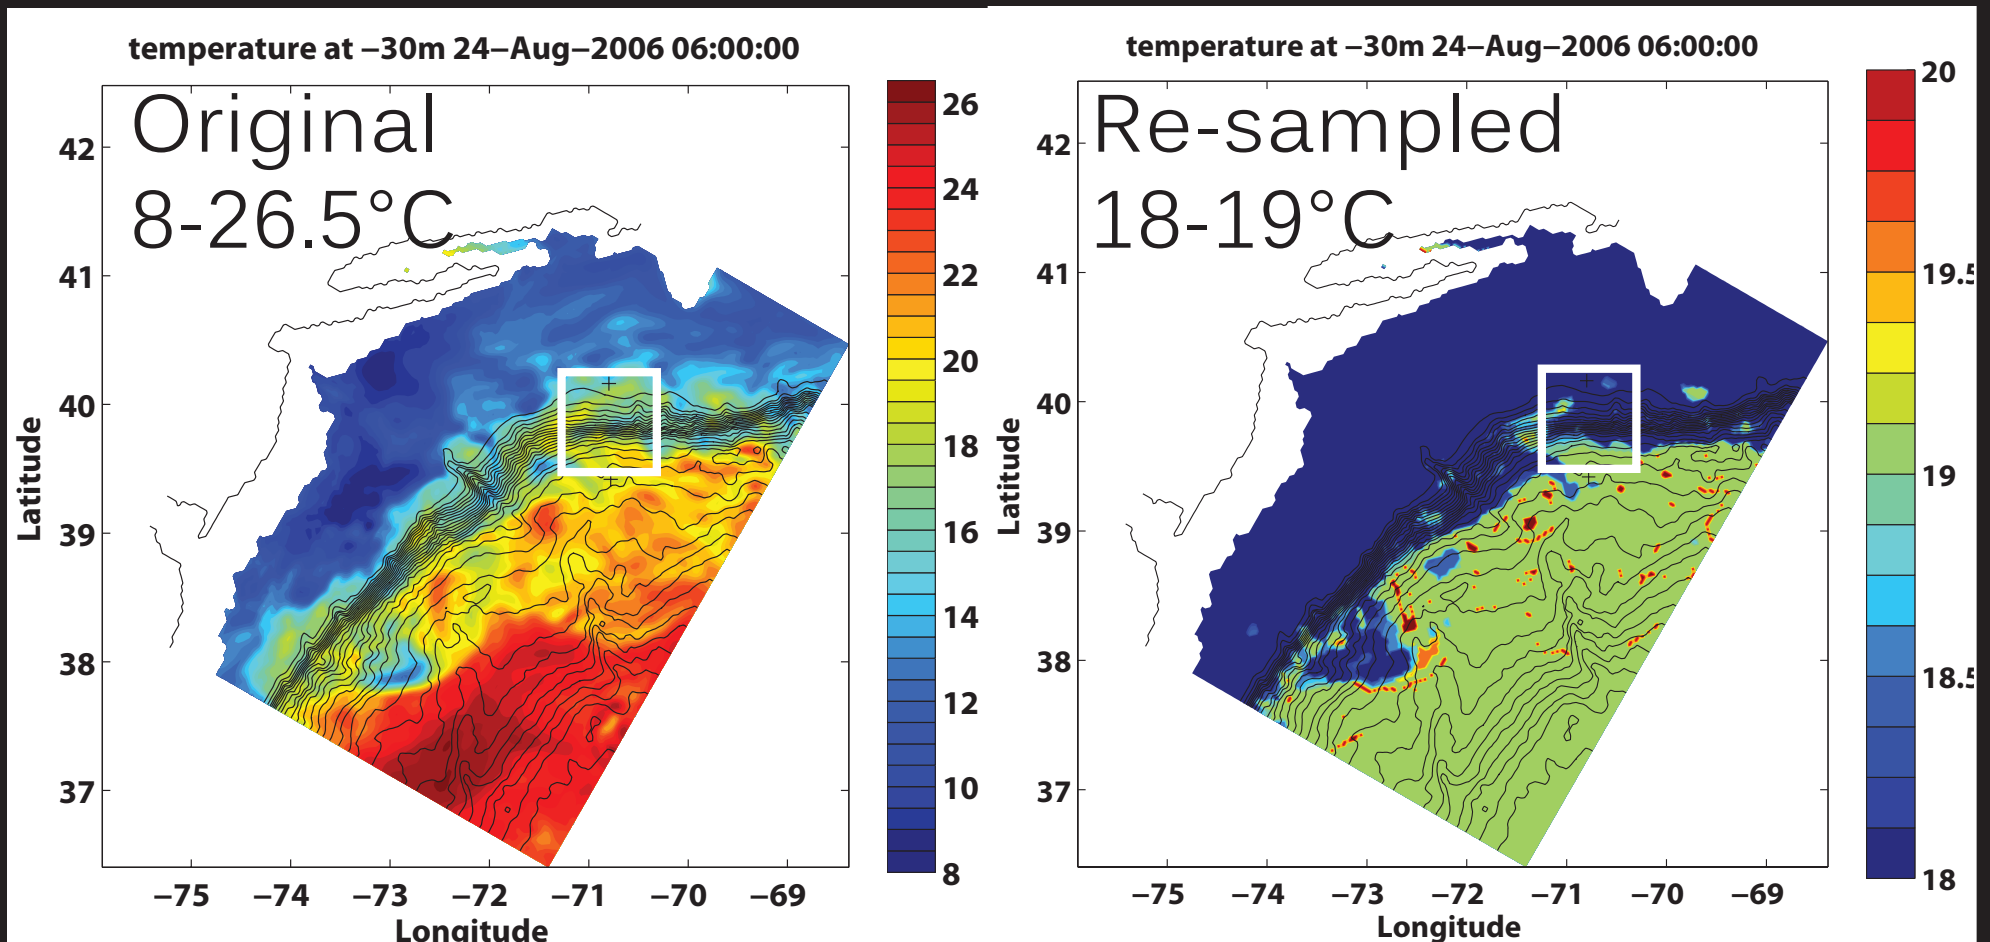 temperature at −30m 24−Aug−2006 06:00:00
Original
8-26.5°C
42
41
40
39
38
37
Latitude
−75 −74 −73 −72 −71 −70 −69
Longitude
26
24
22
20
18
16
14
12
10
8
temperature at −30m 24−Aug−2006 06:00:00
Re-sampled
18-19°C
42
41
40
39
38
37
Latitude
−75 −74 −73 −72 −71 −70 −69
Longitude
20
19.5
19
18.5
18